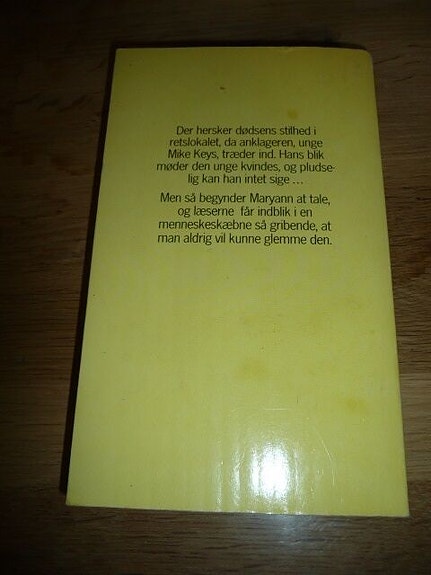 Der hersker dødsens stilhed i
retslokalet, da anklageren, unge
Mike Keys, træder ind. Hans blik
møder den unge kvindes, og pludse-
lig kan han intet sige ...
Men så begynder Maryann at tale,
og læserne får indblik i en
menneskeskæbne så gribende, at
man aldrig vil kunne glemme den.